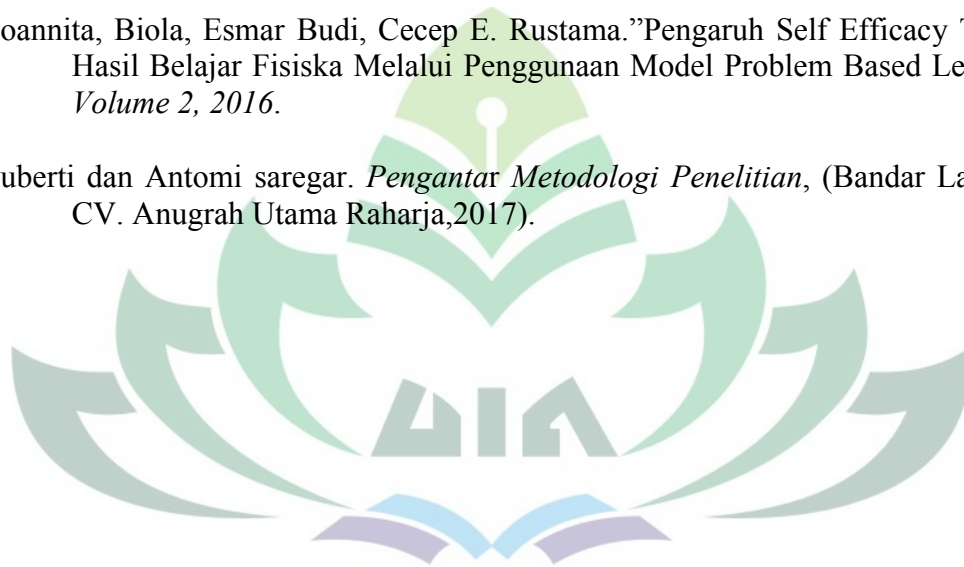 oannita, Biola, Esmar Budi, Cecep E. Rustama.”Pengaruh Self Efficacy
Hasil Belajar Fisiska Melalui Penggunaan Model Problem Based Le
Volume 2, 2016.
uberti dan Antomi saregar. Pengantar Metodologi Penelitian, (Bandar La
CV. Anugrah Utama Raharja,2017).
UIN